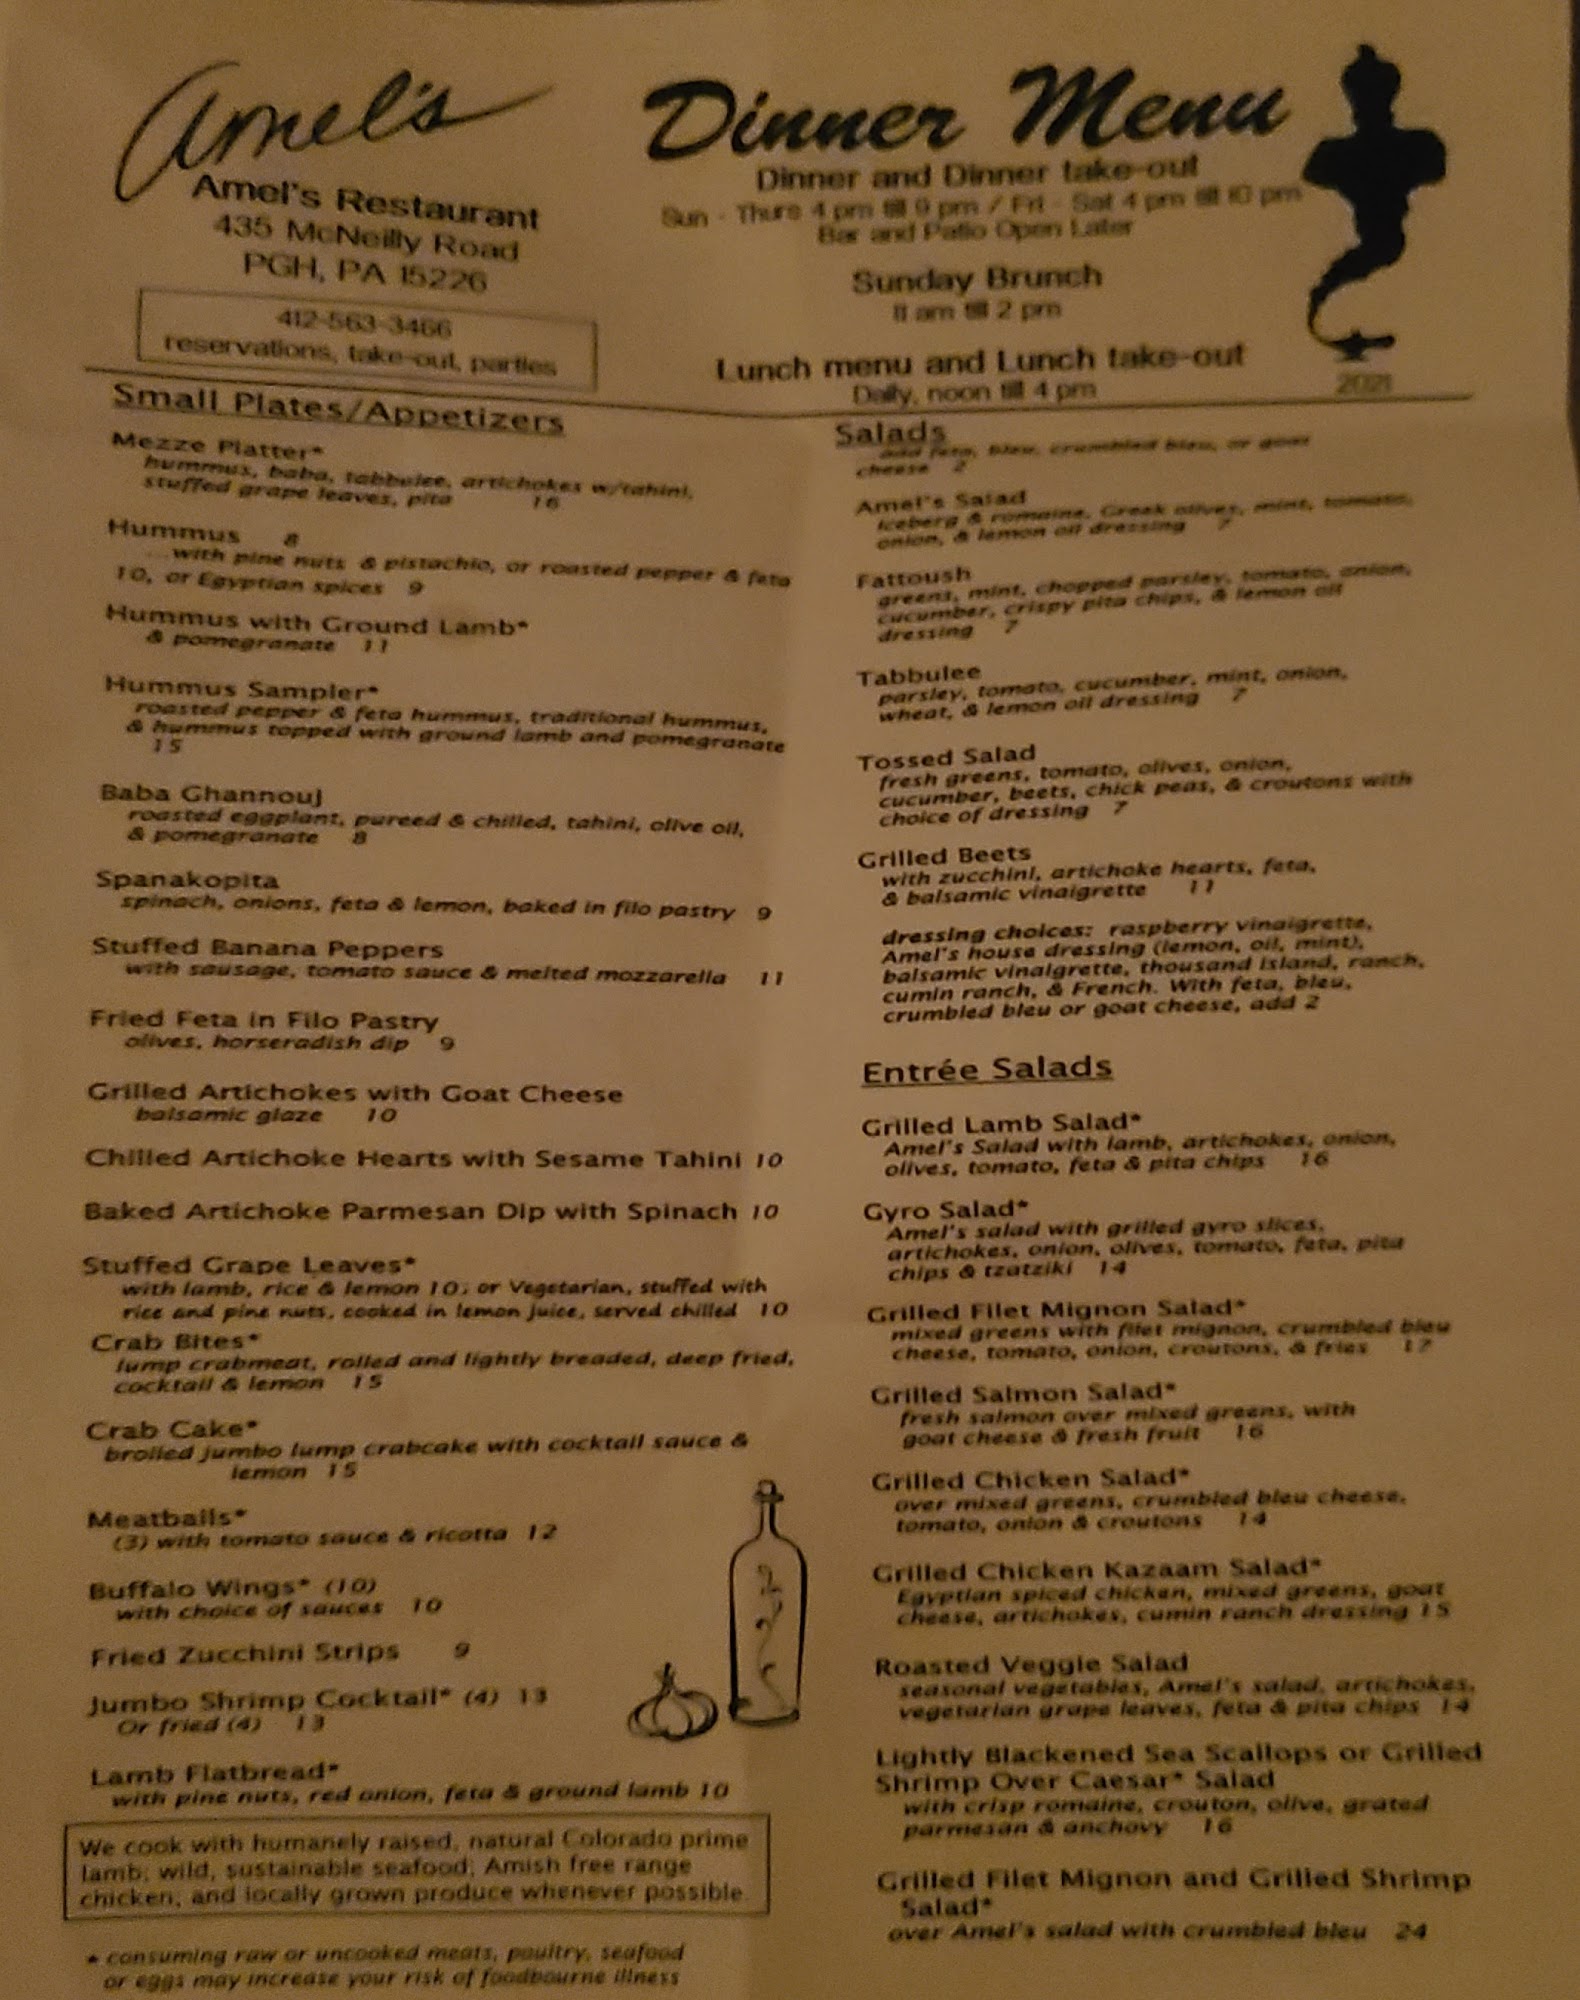 Amel's
Amel's Restaurant
435 McNeilly Road
PGH, PA 15226
412-563-3466
reservations, take-out, parties
Dinner Menu
Dinner and Dinner take-out
Sun - Thurs 4 pm till 9 pm / Fri - Sat 4 pm till 10 pm
Bar and Patio Open Later
Sunday Brunch
11 am till 2 pm
Lunch menu and Lunch take-out
Daily, noon till 4 pm
2021
Small Plates/Appetizers
Mezze Platter*
hummus, baba, tabbulee, artichokes w/tahini,
stuffed grape leaves, pita 16
Hummus 8
...with pine nuts & pistachio, or roasted pepper & feta
10, or Egyptian spices 9
Hummus with Ground Lamb*
& pomegranate 11
Hummus Sampler*
roasted pepper & feta hummus, traditional hummus,
& hummus topped with ground lamb and pomegranate
15
Baba Ghannouj
roasted eggplant, pureed & chilled, tahini, olive oil,
& pomegranate 8
Spanakopita
spinach, onions, feta & lemon, baked in filo pastry 9
Stuffed Banana Peppers
with sausage, tomato sauce & melted mozzarella 11
Fried Feta in Filo Pastry
olives, horseradish dip 9
Grilled Artichokes with Goat Cheese
balsamic glaze 10
Chilled Artichoke Hearts with Sesame Tahini 10
Baked Artichoke Parmesan Dip with Spinach 10
Stuffed Grape Leaves*
with lamb, rice & lemon 10; or Vegetarian, stuffed with
rice and pine nuts, cooked in lemon juice, served chilled 10
Crab Bites*
lump crabmeat, rolled and lightly breaded, deep fried,
cocktail & lemon 15
Crab Cake*
broiled jumbo lump crabcake with cocktail sauce &
lemon 15
Meatballs*
(3) with tomato sauce & ricotta 12
Buffalo Wings* (10)
with choice of sauces 10
Fried Zucchini Strips 9
Jumbo Shrimp Cocktail* (4) 13
Or fried (4) 13
Lamb Flatbread*
with pine nuts, red onion, feta & ground lamb 10
We cook with humanely raised, natural Colorado prime
lamb; wild, sustainable seafood; Amish free range
chicken; and locally grown produce whenever possible.
* consuming raw or uncooked meats, poultry, seafood
or eggs may increase your risk of foodbourne illness
Salads
add feta, bleu, crumbled bleu, or goat
cheese 2
Amel's Salad
Iceberg & romaine, Greek olives, mint, tomato,
onion, & lemon oil dressing 7
Fattoush
greens, mint, chopped parsley, tomato, onion,
cucumber, crispy pita chips, & lemon oil
dressing 7
Tabbulee
parsley, tomato, cucumber, mint, onion,
wheat, & lemon oil dressing 7
Tossed Salad
fresh greens, tomato, olives, onion,
cucumber, beets, chick peas, & croutons with
choice of dressing 7
Grilled Beets
with zucchini, artichoke hearts, feta,
& balsamic vinaigrette 11
dressing choices: raspberry vinaigrette,
Amel's house dressing (lemon, oil, mint),
balsamic vinaigrette, thousand island, ranch,
cumin ranch, & French. With feta, bleu,
crumbled bleu or goat cheese, add 2
Entrée Salads
Grilled Lamb Salad*
Amel's Salad with lamb, artichokes, onion,
olives, tomato, feta & pita chips 16
Gyro Salad*
Amel's salad with grilled gyro slices,
artichokes, onion, olives, tomato, feta, pita
chips & tzatziki 14
Grilled Filet Mignon Salad*
mixed greens with filet mignon, crumbled bleu
cheese, tomato, onion, croutons, & fries 17
Grilled Salmon Salad*
fresh salmon over mixed greens, with
goat cheese & fresh fruit 16
Grilled Chicken Salad*
over mixed greens, crumbled bleu cheese,
tomato, onion & croutons 14
Grilled Chicken Kazaam Salad*
Egyptian spiced chicken, mixed greens, goat
cheese, artichokes, cumin ranch dressing 15
Roasted Veggie Salad
seasonal vegetables, Amel's salad, artichokes,
vegetarian grape leaves, feta & pita chips 14
Lightly Blackened Sea Scallops or Grilled
Shrimp Over Caesar* Salad
with crisp romaine, crouton, olive, grated
parmesan & anchovy 16
Grilled Filet Mignon and Grilled Shrimp
Salad*
over Amel's salad with crumbled bleu 24